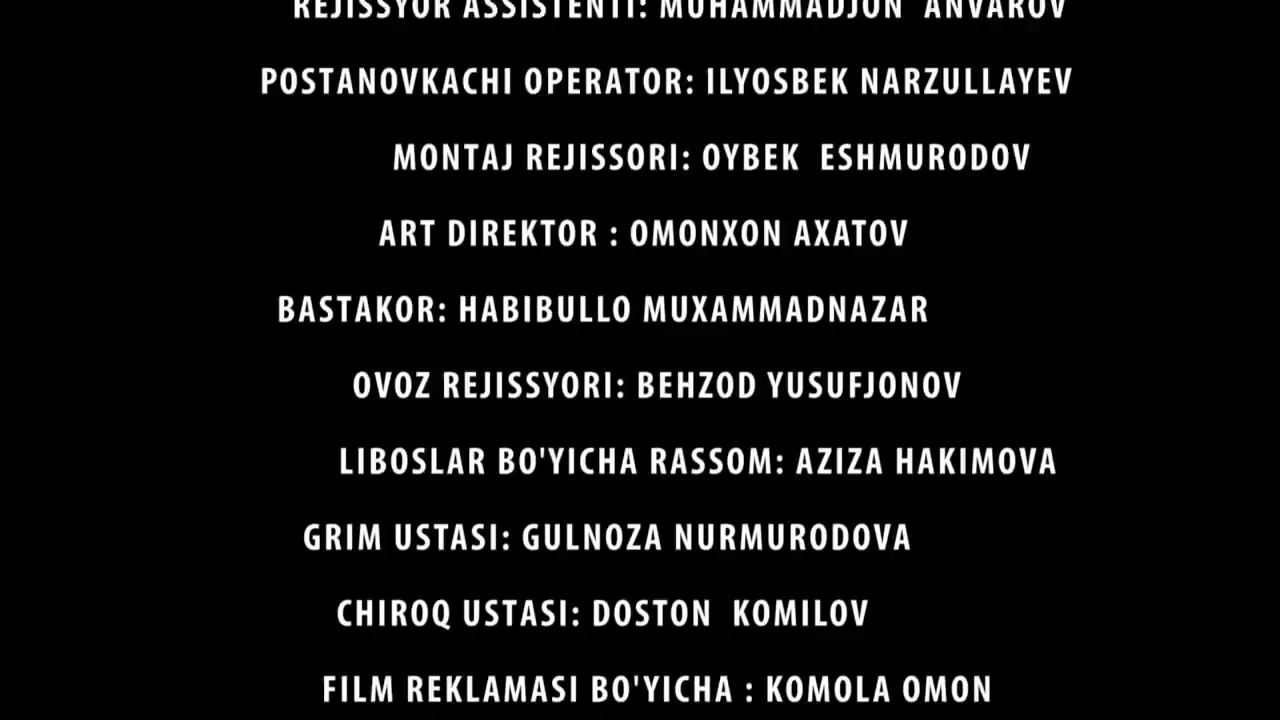 REJISSYOR ASSISTENTI: MUHAMMADJON ANVAROV
POSTANOVKACHI OPERATOR: ILYOSBEK NARZULLAYEV
MONTAJ REJISSORI: OYBEK ESHMURODOV
ART DIREKTOR : OMONXON AXATOV
BASTAKOR: HABIBULLO MUXAMMADNAZAR
OVOZ REJISSYORI: BEHZOD YUSUFJONOV
LIBOSLAR BO'YICHA RASSOM: AZIZA HAKIMOVA
GRIM USTASI: GULNOZA NURMURODOVA
CHIROQ USTASI: DOSTON KOMILOV
FILM REKLAMASI BO'YICHA : KOMOLA OMON